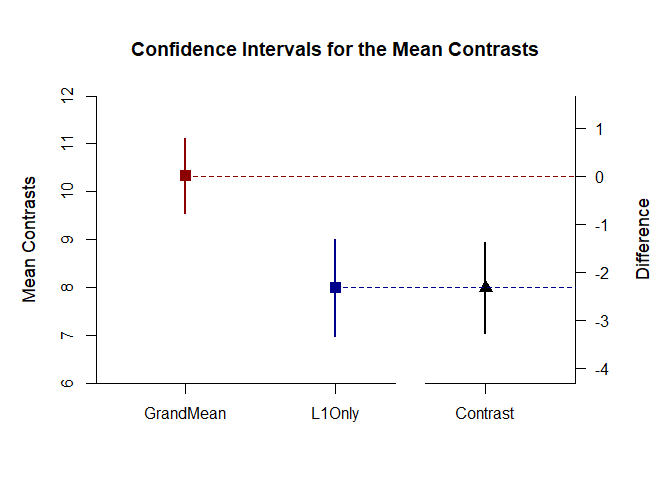 Confidence Intervals for the Mean Contrasts
Mean Contrasts
12
11
10
9
8
7
6
1
0
-1
-2
-3
-4
Difference
GrandMean
L1Only
Contrast